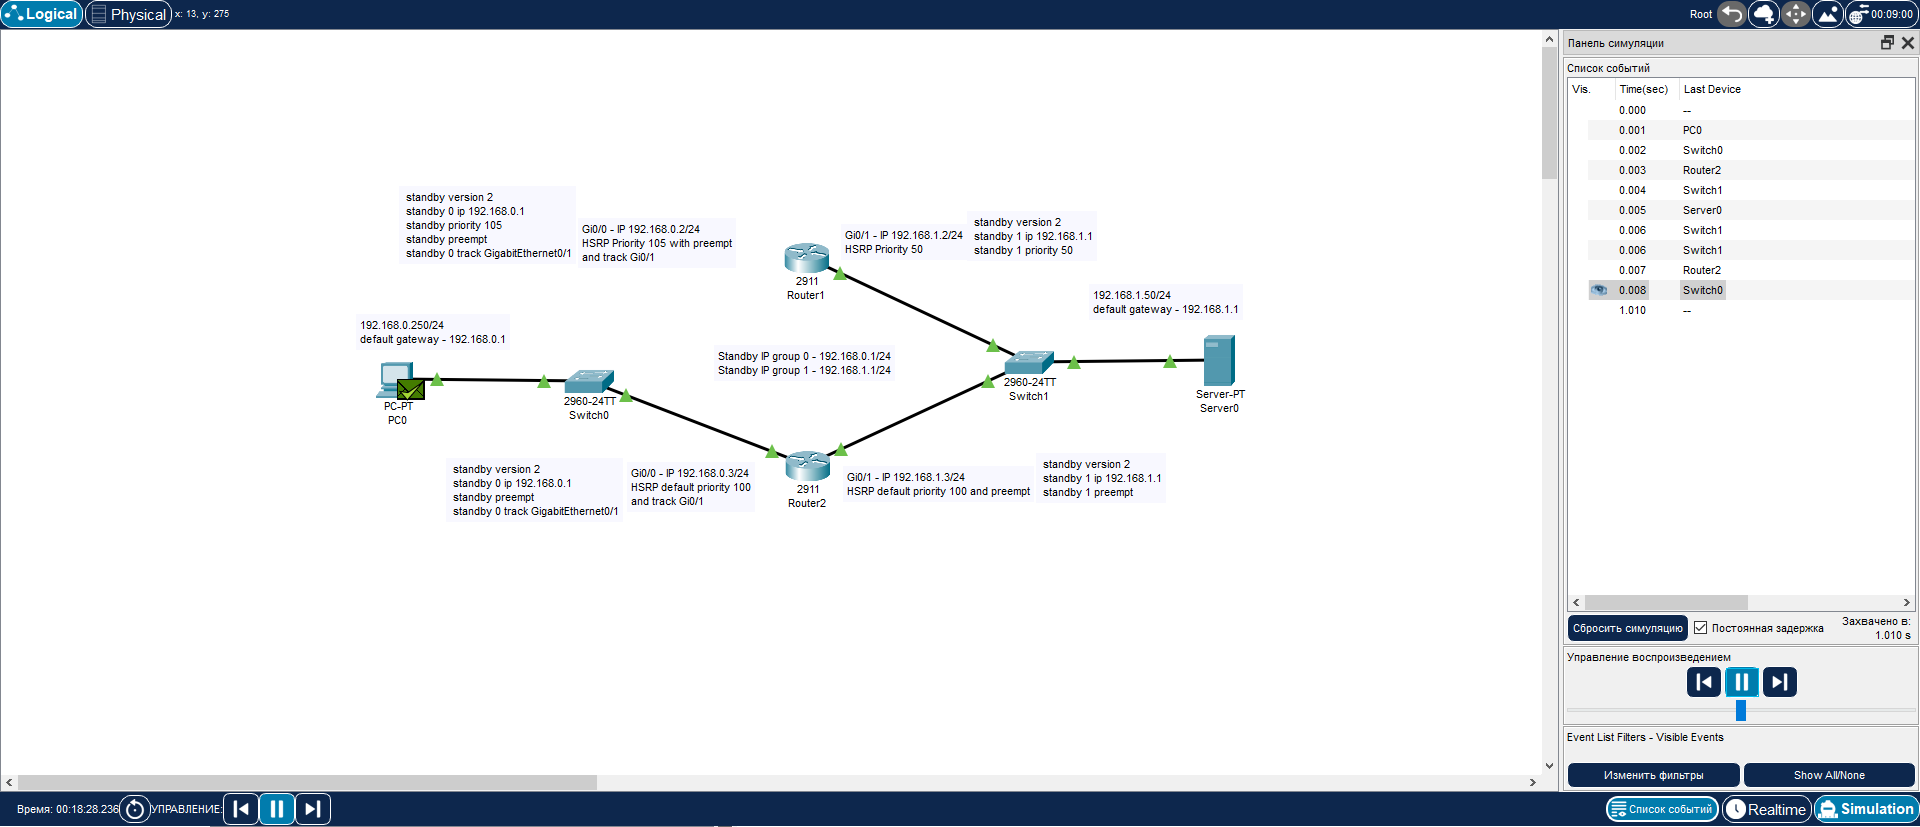 Logical
Physical
x: 13, y: 275
Root
00:09:00
standby version 2
standby 0 ip 192.168.0.1
standby priority 105
standby preempt
standby 0 track GigabitEthernet0/1
Gi0/0 - IP 192.168.0.2/24
HSRP Priority 105 with preempt
and track Gi0/1
2911
Router1
Gi0/1 - IP 192.168.1.2/24
HSRP Priority 50
standby version 2
standby 1 ip 192.168.1.1
standby 1 priority 50
192.168.1.50/24
default gateway - 192.168.1.1
192.168.0.250/24
default gateway - 192.168.0.1
Standby IP group 0 - 192.168.0.1/24
Standby IP group 1 - 192.168.1.1/24
PC-PT
PC0
2960-24TT
Switch0
2960-24TT
Switch1
Server-PT
Server0
standby version 2
standby 0 ip 192.168.0.1
standby preempt
standby 0 track GigabitEthernet0/1
Gi0/0 - IP 192.168.0.3/24
HSRP default priority 100
and track Gi0/1
2911
Router2
Gi0/1 - IP 192.168.1.3/24
HSRP default priority 100 and preempt
standby version 2
standby 1 ip 192.168.1.1
standby 1 preempt
Панель симуляции
Список событий
Vis. Time(sec) Last Device
0.000 --
0.001 PC0
0.002 Switch0
0.003 Router2
0.004 Switch1
0.005 Server0
0.006 Switch1
0.006 Switch1
0.007 Router2
0.008 Switch0
1.010 --
Сбросить симуляцию
Постоянная задержка
Захвачено в:
1.010 s
Управление воспроизведением
Event List Filters - Visible Events
Изменить фильтры
Show All/None
Время: 00:18:28.236
УПРАВЛЕНИЕ:
Список событий
Realtime
Simulation